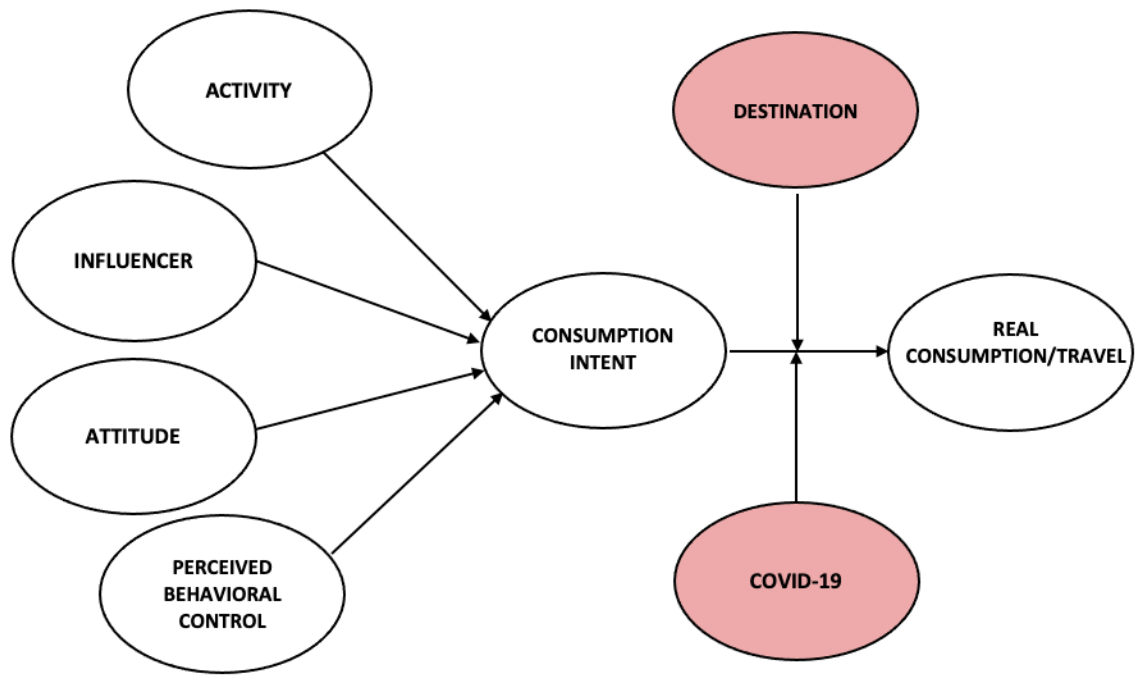 ACTIVITY
DESTINATION
INFLUENCER
CONSUMPTION
INTENT
REAL
CONSUMPTION/TRAVEL
ATTITUDE
PERCEIVED
BEHAVIORAL
CONTROL
COVID-19